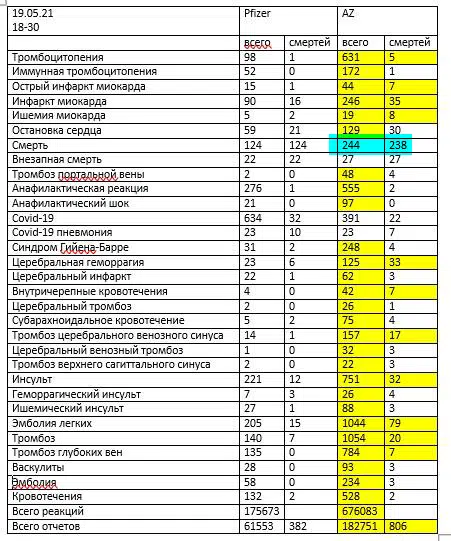 19.05.21 Pfizer AZ
18-30
всего смертей всего смертей
Тромбоцитопения 98 1 631 5
Иммунная тромбоцитопения 52 0 172 1
Острый инфаркт миокарда 15 1 44 7
Инфаркт миокарда 90 16 246 35
Ишемия миокарда 5 2 19 8
Остановка сердца 59 21 129 30
Смерть 124 124 244 238
Внезапная смерть 22 22 27 27
Тромбоз портальной вены 2 0 48 4
Анафилактическая реакция 276 1 555 2
Анафилактический шок 21 0 97 0
Covid-19 634 32 391 22
Covid-19 пневмония 23 10 23 7
Синдром Гийена-Барре 31 2 248 4
Церебральная геморрагия 23 6 125 33
Церебральный инфаркт 22 1 62 3
Внутричерепные кровотечения 4 0 42 7
Церебральный тромбоз 2 0 26 1
Субарахноидальное кровотечение 5 2 75 4
Тромбоз церебрального венозного синуса 14 1 157 17
Церебральный венозный тромбоз 1 0 32 3
Тромбоз верхнего сагиттального синуса 2 0 22 3
Инсульт 221 12 751 32
Геморрагический инсульт 7 3 26 4
Ишемический инсульт 27 1 88 3
Эмболия легких 205 15 1044 79
Тромбоз 140 7 1054 20
Тромбоз глубоких вен 135 0 784 7
Васкулиты 28 0 93 3
Эмболия 58 0 234 3
Кровотечения 132 2 528 2
Всего реакций 175673 676083
Всего отчетов 61553 382 182751 806